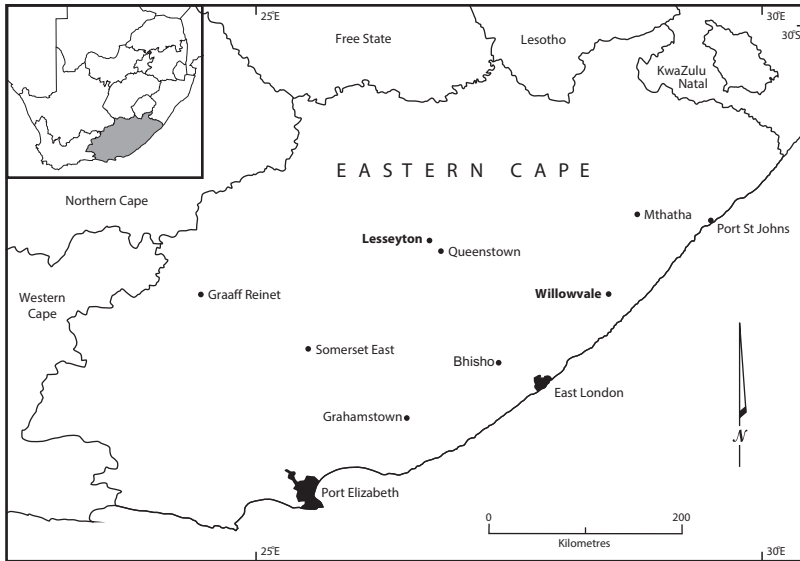 25˚E
30˚E
30˚S
Free State
Lesotho
KwaZulu
Natal
EASTERN CAPE
Northern Cape
Mthatha
Port St Johns
Lesseyton
Queenstown
Western
Cape
Graaff Reinet
Willowvale
Somerset East
Bhisho
East London
Grahamstown
N
Port Elizabeth
0
200
Kilometres
25˚E
30˚E